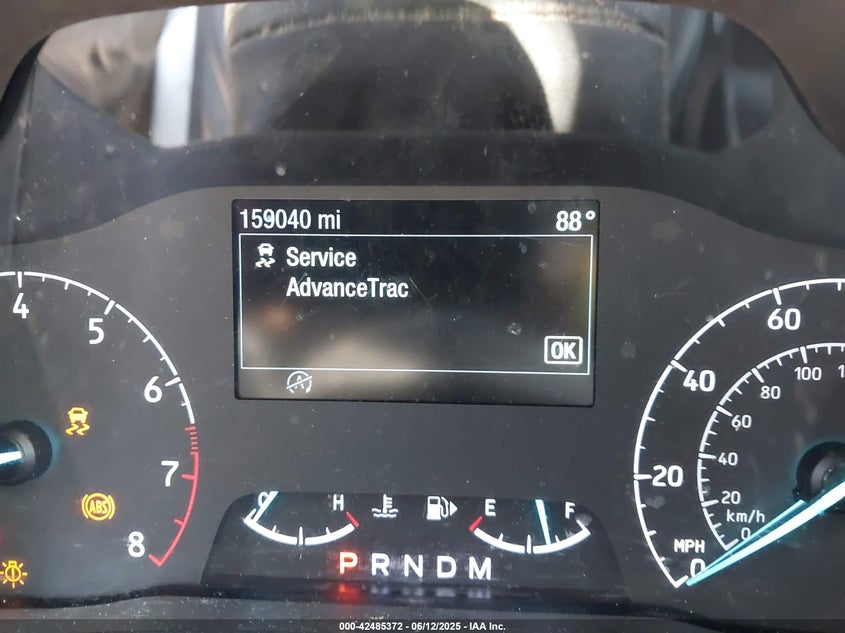 159040 mi 88°
Service
AdvanceTrac
OK
4
5
6
7
8
ABS
C H
E F
P R N D M
60
40
20
0
MPH
100
80
60
40
20
0
km/h
000-42485372 - 06/12/2025 - IAA Inc.